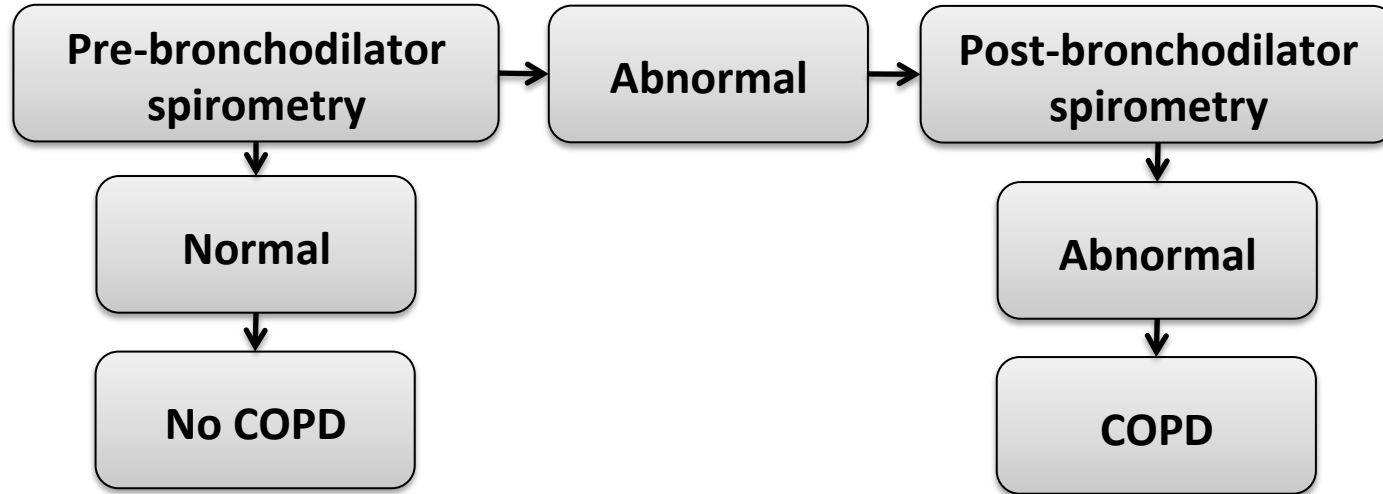 Pre-bronchodilator
spirometry
Abnormal
Post-bronchodilator
spirometry
Normal
Abnormal
No COPD
COPD